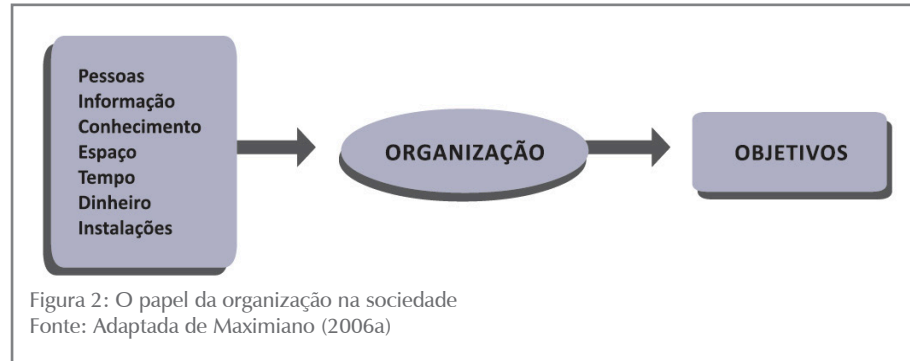 Pessoas
Informação
Conhecimento
Espaço
Tempo
Dinheiro
Instalações
ORGANIZAÇÃO
OBJETIVOS
Figura 2: O papel da organização na sociedade
Fonte: Adaptada de Maximiano (2006a)